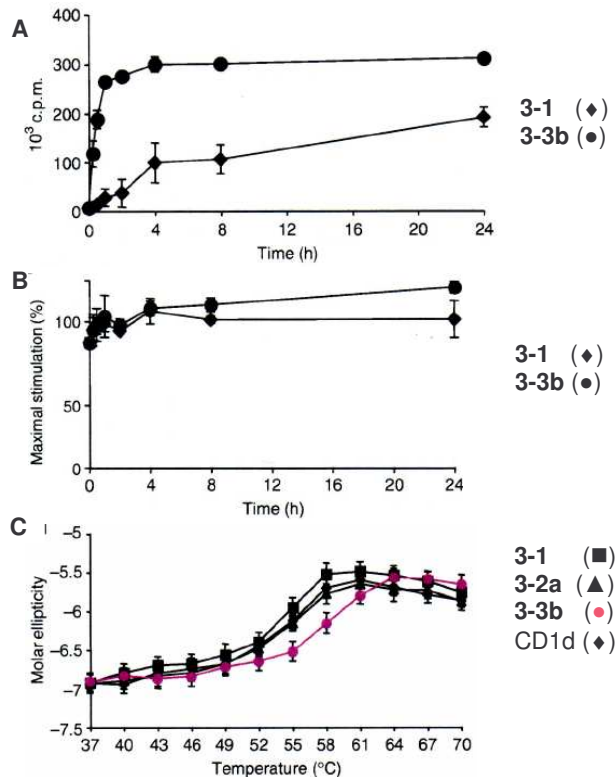 A
400
300
200
100
0
10³ c.p.m.
0 4 8 12 16 20 24
Time (h)
3-1 (♦)
3-3b (●)
B
100
50
0
Maximal stimulation (%)
0 4 8 12 16 20 24
Time (h)
3-1 (♦)
3-3b (●)
C
−5
−5.5
−6.5
−7
−7.5
Molar ellipticity
37 40 43 46 49 52 55 58 61 64 67 70
Temperature (°C)
3-1 (■)
3-2a (▲)
3-3b (●)
CD1d (♦)